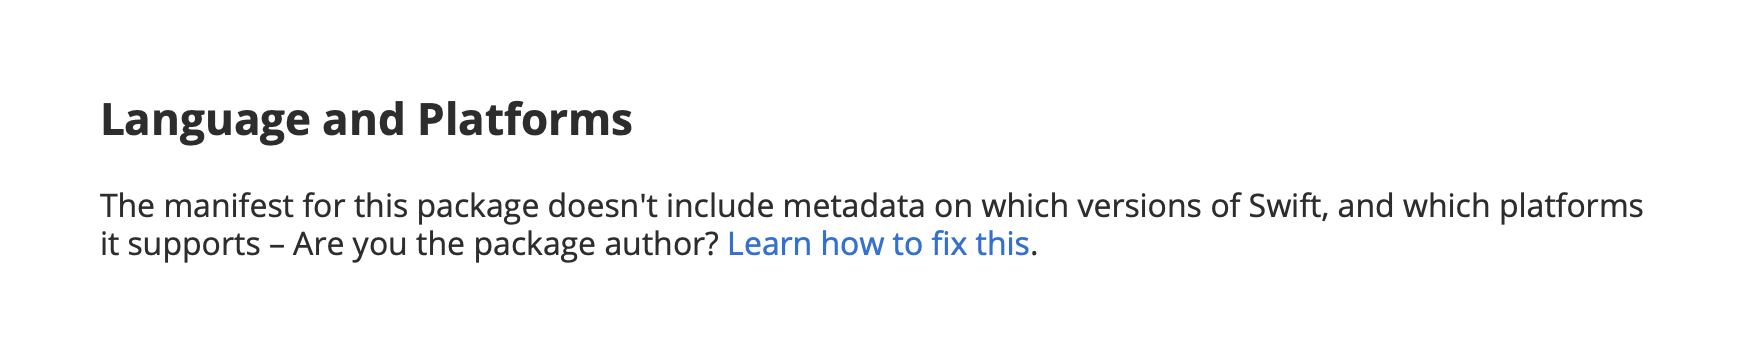 Language and Platforms
The manifest for this package doesn't include metadata on which versions of Swift, and which platforms
it supports – Are you the package author? Learn how to fix this.